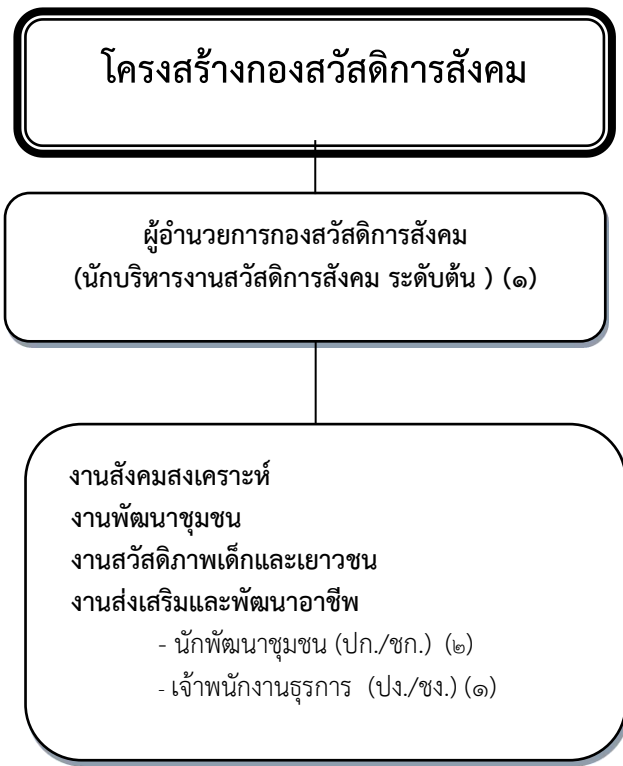 โครงสร้างกองสวัสดิการสังคม
ผู้อำนวยการกองสวัสดิการสังคม
(นักบริหารงานสวัสดิการสังคม ระดับต้น ) (๑)
งานสังคมสงเคราะห์
งานพัฒนาชุมชน
งานสวัสดิภาพเด็กและเยาวชน
งานส่งเสริมและพัฒนาอาชีพ
- นักพัฒนาชุมชน (ปก./ชก.) (๒)
- เจ้าพนักงานธุรการ (ปง./ชง.) (๑)